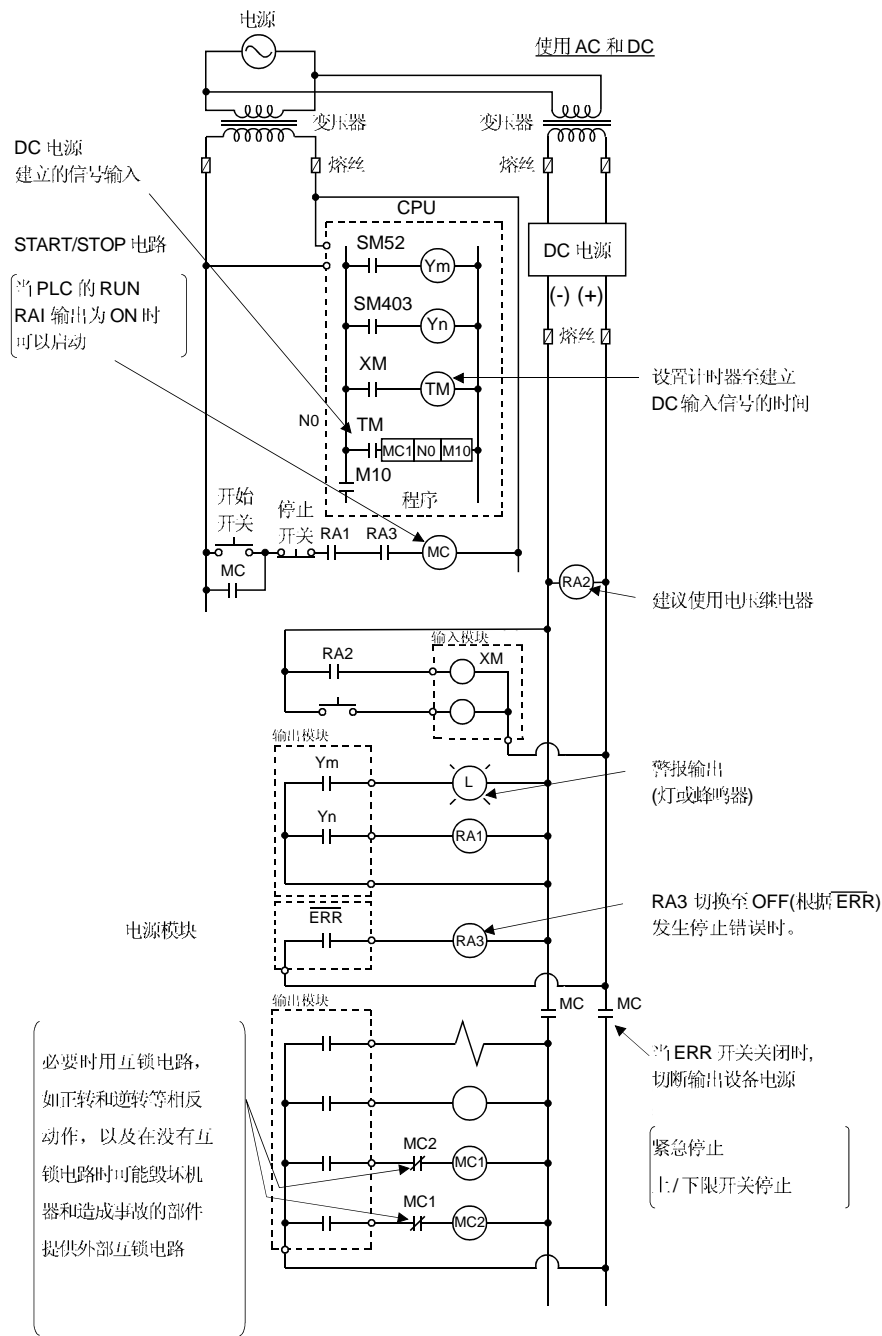 电源
使用 AC 和 DC
变压器
变压器
DC 电源
建立的信号输入
熔丝
熔丝
CPU
START/STOP 电路
SM52
Ym
DC 电源
当 PLC 的 RUN
RAI 输出为 ON 时
可以启动
(-) (+)
SM403
Yn
熔丝
XM
TM
设置计时器至建立
DC 输入信号的时间
N0
TM
MC1 N0 M10
M10
程序
开始
开关
停止
开关
RA1
RA3
MC
MC
RA2
建议使用电压继电器
输入模块
RA2
XM
输出模块
Ym
L
警报输出
(灯或蜂鸣器)
Yn
RA1
电源模块
E̅R̅R̅
RA3
RA3 切换至 OFF(根据 E̅R̅R̅)
发生停止错误时。
输出模块
MC
MC
当 ERR 开关关闭时,
切断输出设备电源
必要时用互锁电路，
如正转和逆转等相反
动作，以及在没有互
锁电路时可能毁坏机
器和造成事故的部件
提供外部互锁电路
MC2
MC1
MC1
MC2
紧急停止
上/下限开关停止